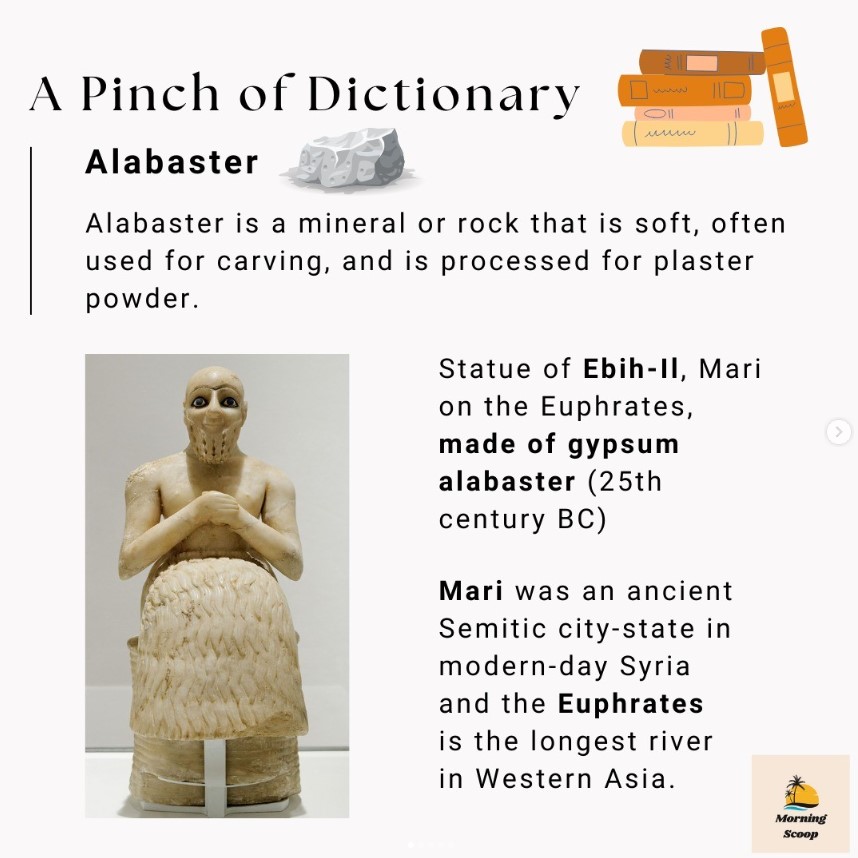 A Pinch of Dictionary
Alabaster
Alabaster is a mineral or rock that is soft, often
used for carving, and is processed for plaster
powder.
Statue of Ebih-Il, Mari
on the Euphrates,
made of gypsum
alabaster (25th
century BC)
Mari was an ancient
Semitic city-state in
modern-day Syria
and the Euphrates
is the longest river
in Western Asia.
Morning
Scoop